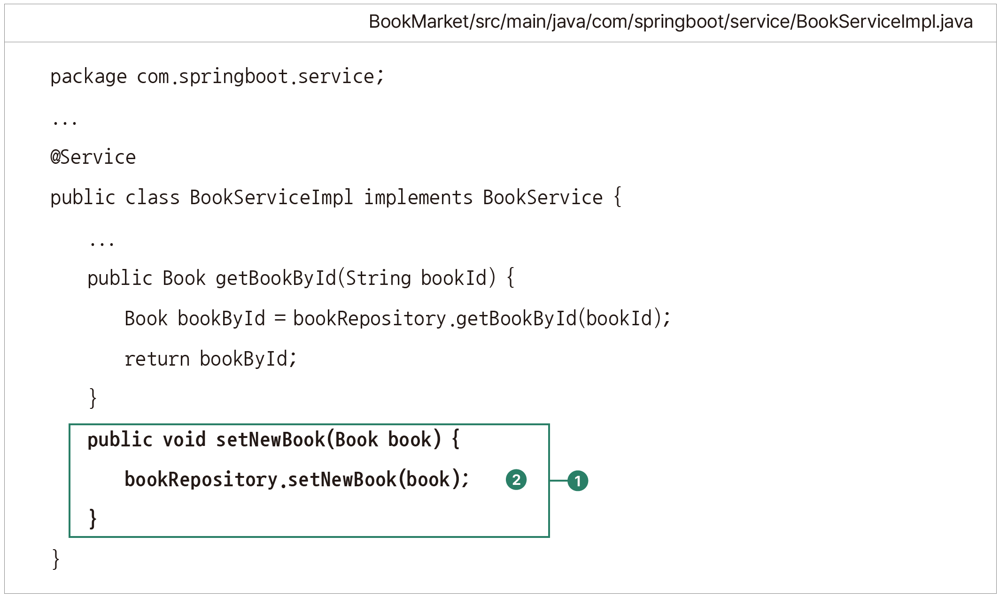 BookMarket/src/main/java/com/springboot/service/BookServiceImpl.java
package com.springboot.service;
...
@Service
public class BookServiceImpl implements BookService {
...
public Book getBookById(String bookId) {
Book bookById = bookRepository.getBookById(bookId);
return bookById;
}
public void setNewBook(Book book) {
bookRepository.setNewBook(book); 2 1
}
}